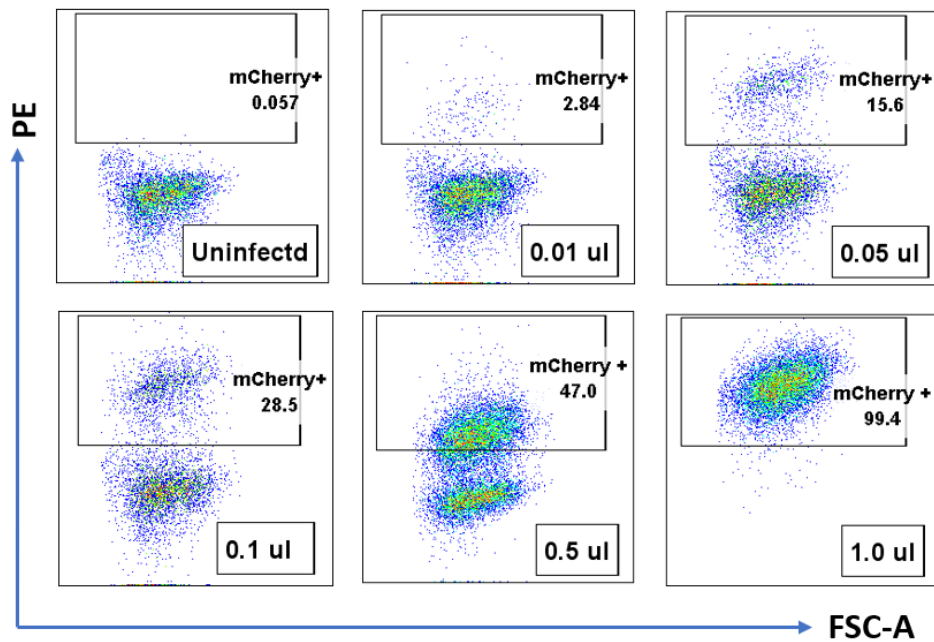 PE
mCherry+
0.057
Uninfectd
mCherry+
2.84
0.01 ul
mCherry+
15.6
0.05 ul
mCherry+
28.5
0.1 ul
mCherry+
47.0
0.5 ul
mCherry +
99.4
1.0 ul
FSC-A